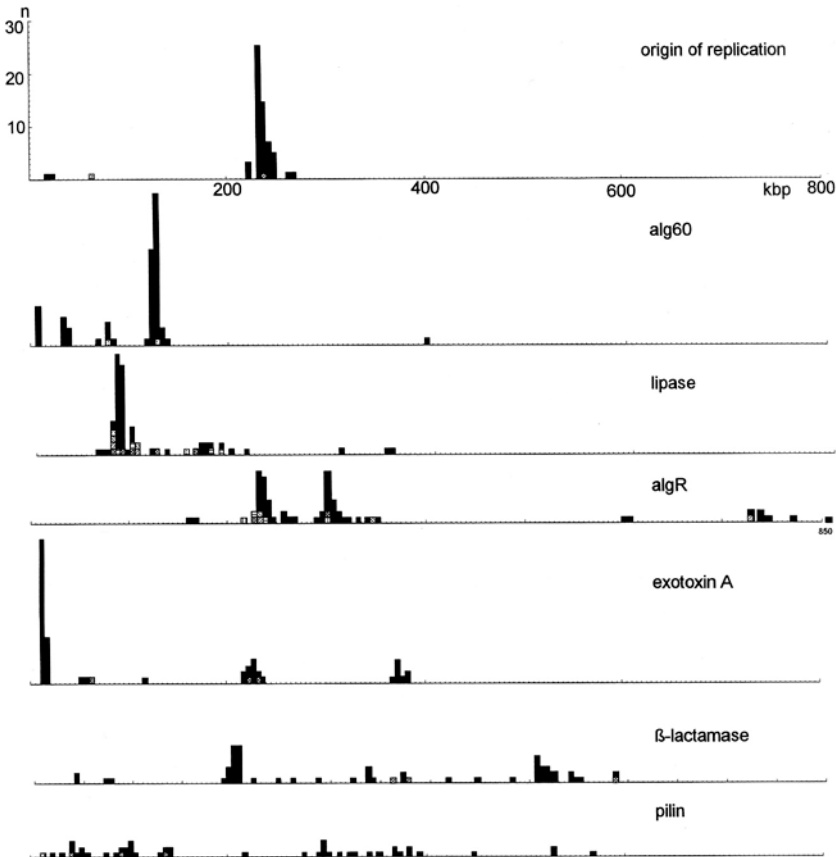 n
30
origin of replication
20
10
200 400 600 kbp 800
alg60
lipase
algR
850
exotoxin A
ß-lactamase
pilin